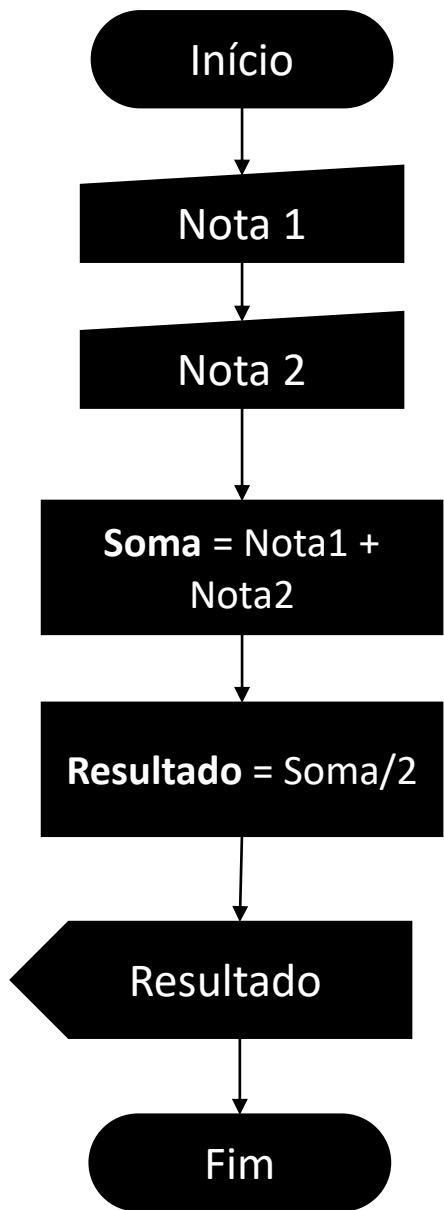 Início
Nota 1
Nota 2
Soma = Nota1 +
Nota2
Resultado = Soma/2
Resultado
Fim